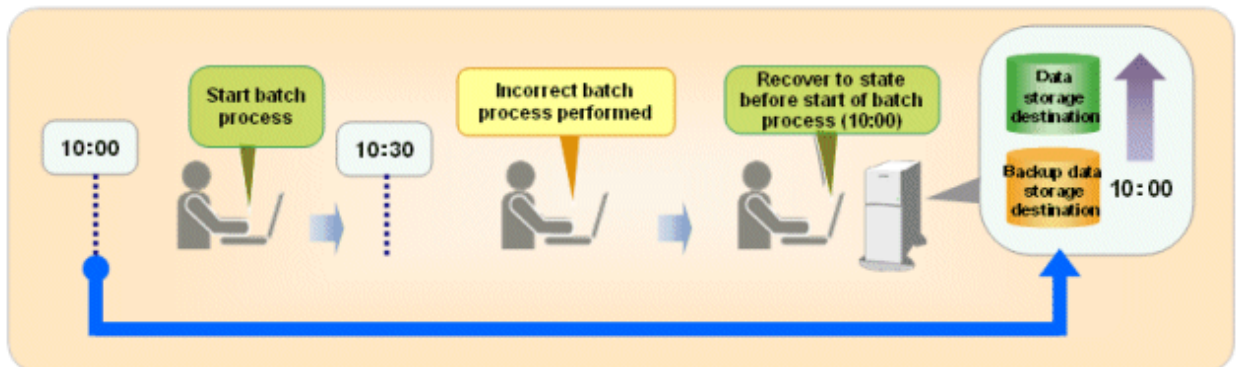 10:00
Start batch
process
10:30
Incorrect batch
process performed
Recover to state
before start of batch
process (10:00)
Data
storage
destination
Backup data
storage
destination
10:00